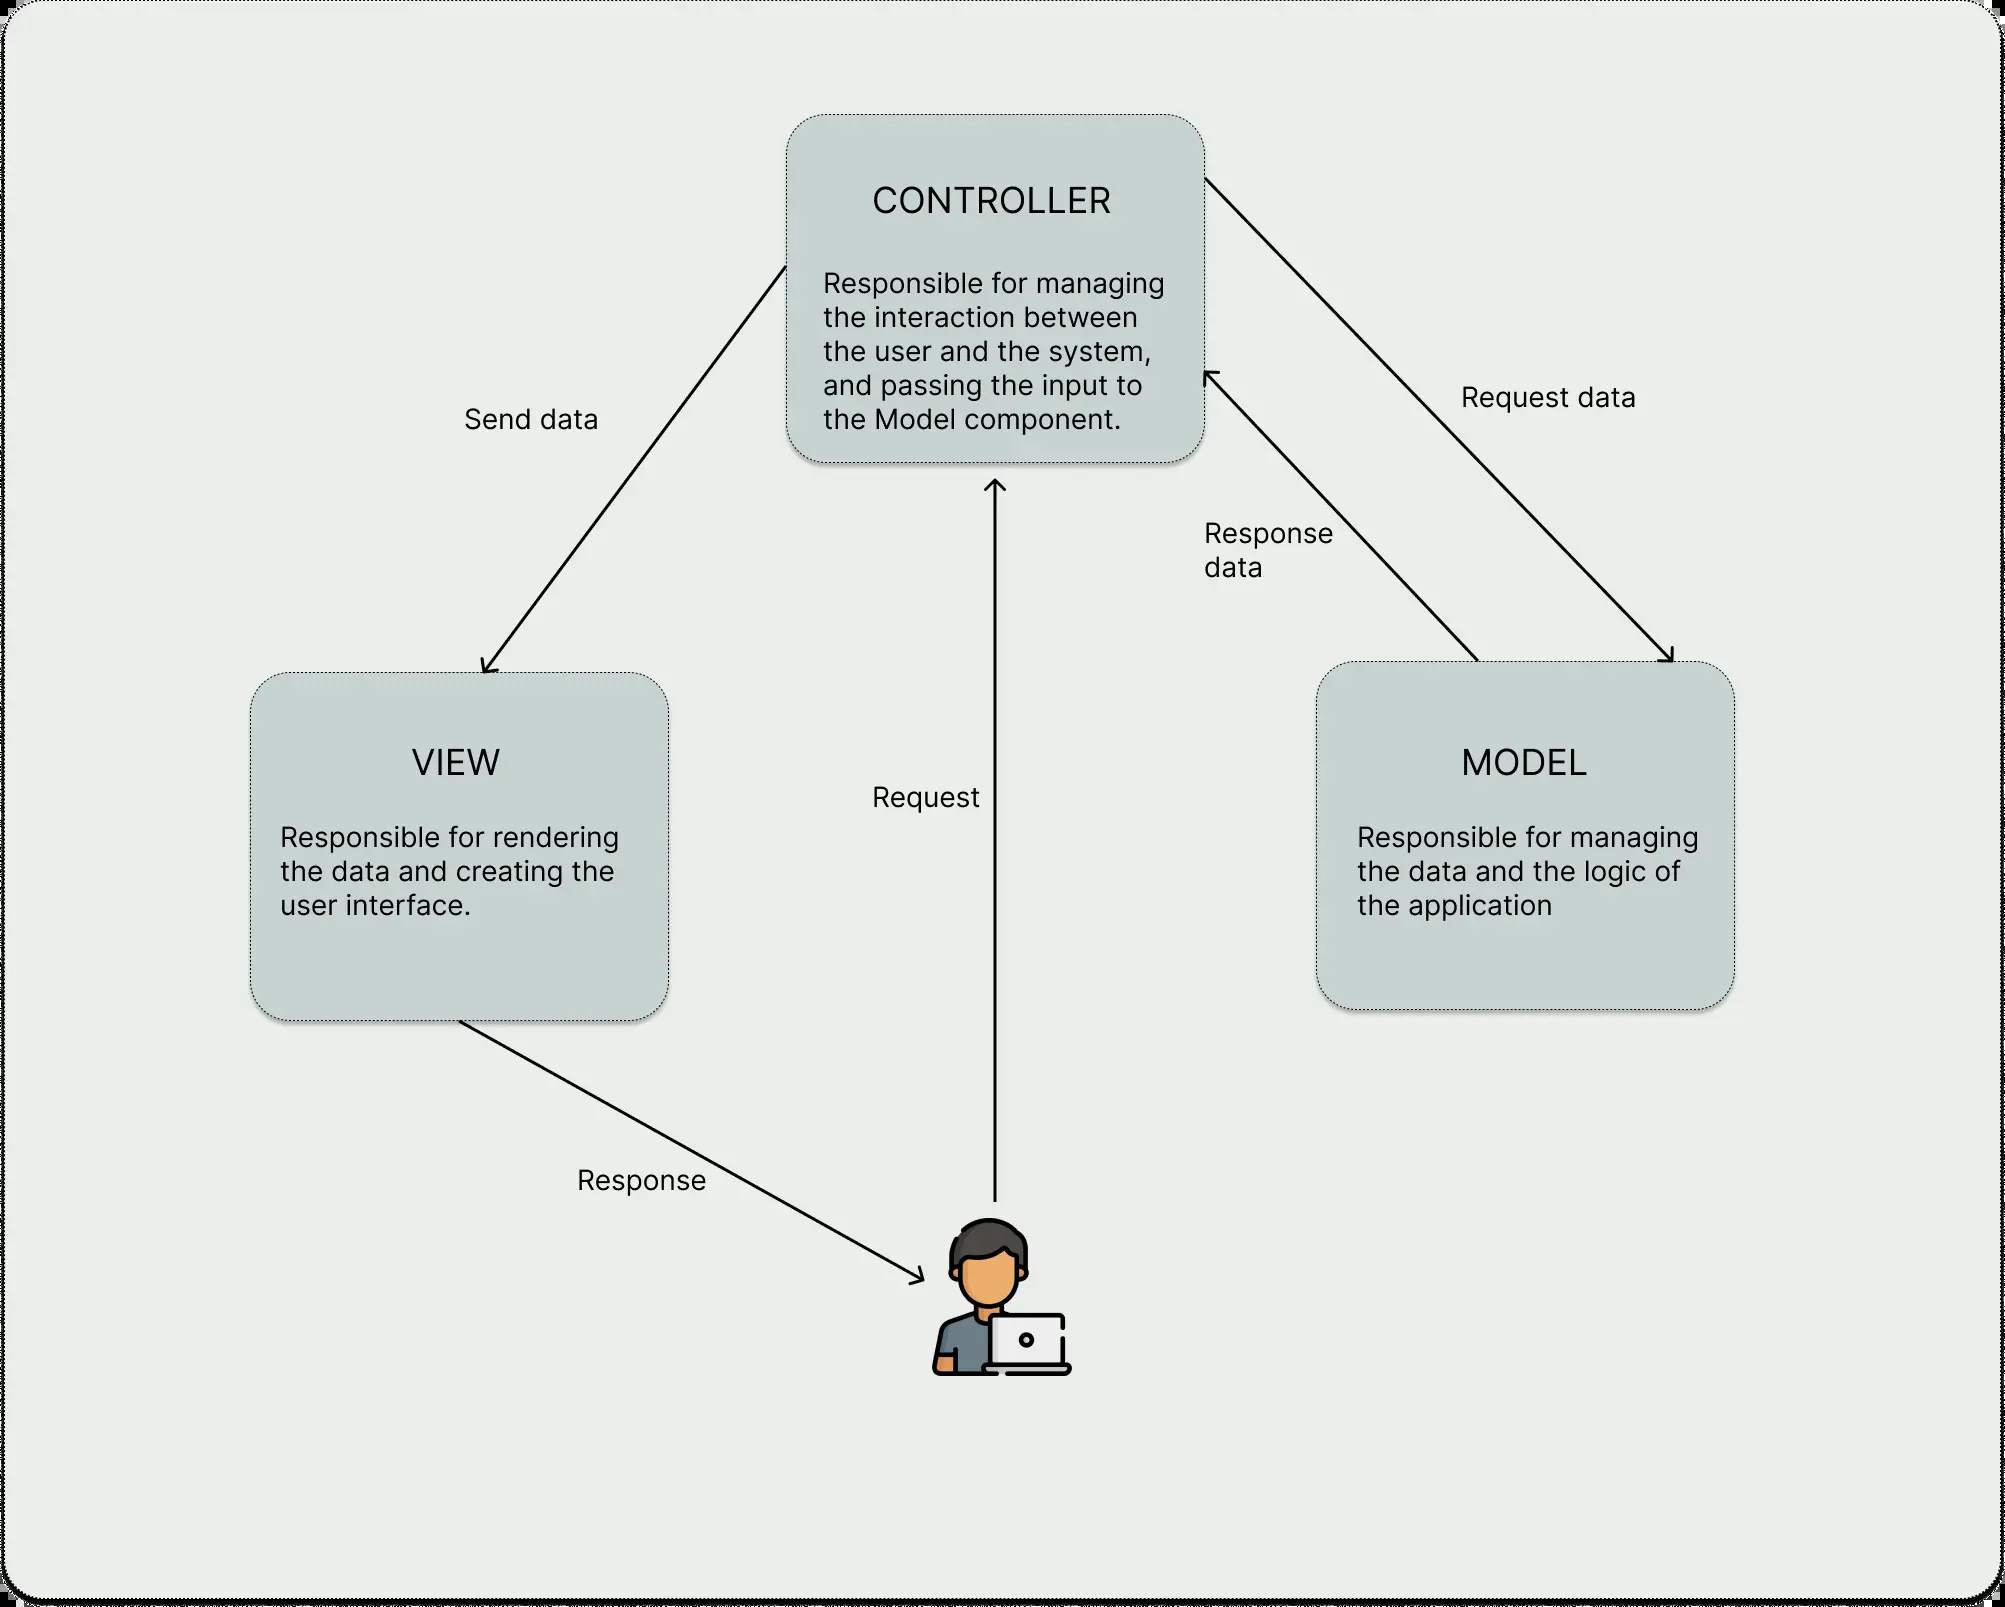 CONTROLLER
Responsible for managing
the interaction between
the user and the system,
and passing the input to
the Model component.
Send data
Request data
Response
data
VIEW
Responsible for rendering
the data and creating the
user interface.
Request
MODEL
Responsible for managing
the data and the logic of
the application
Response